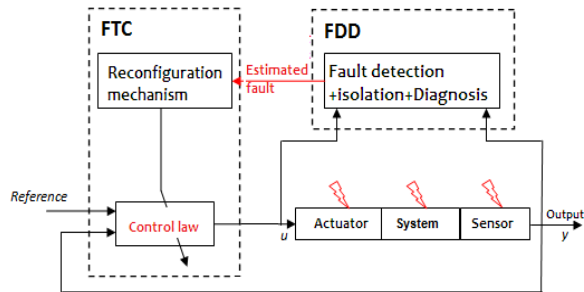 FTC
FDD
Reconfiguration
mechanism
Estimated
fault
Fault detection
+isolation+Diagnosis
Reference
Control law
u
Actuator
System
Sensor
Output
y